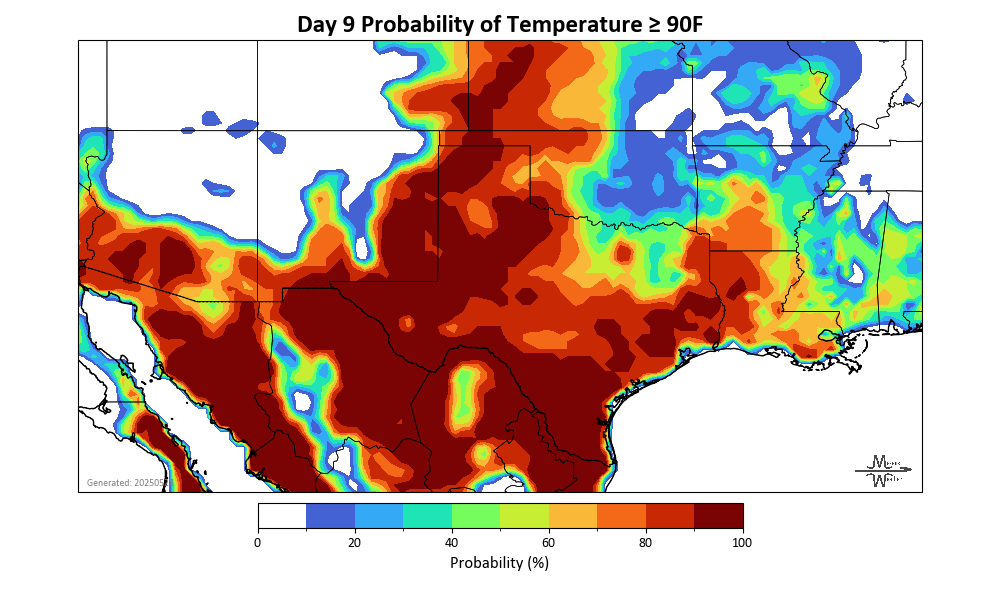 Day 9 Probability of Temperature ≥ 90F
Generated: 202505
0 20 40 60 80 100
Probability (%)